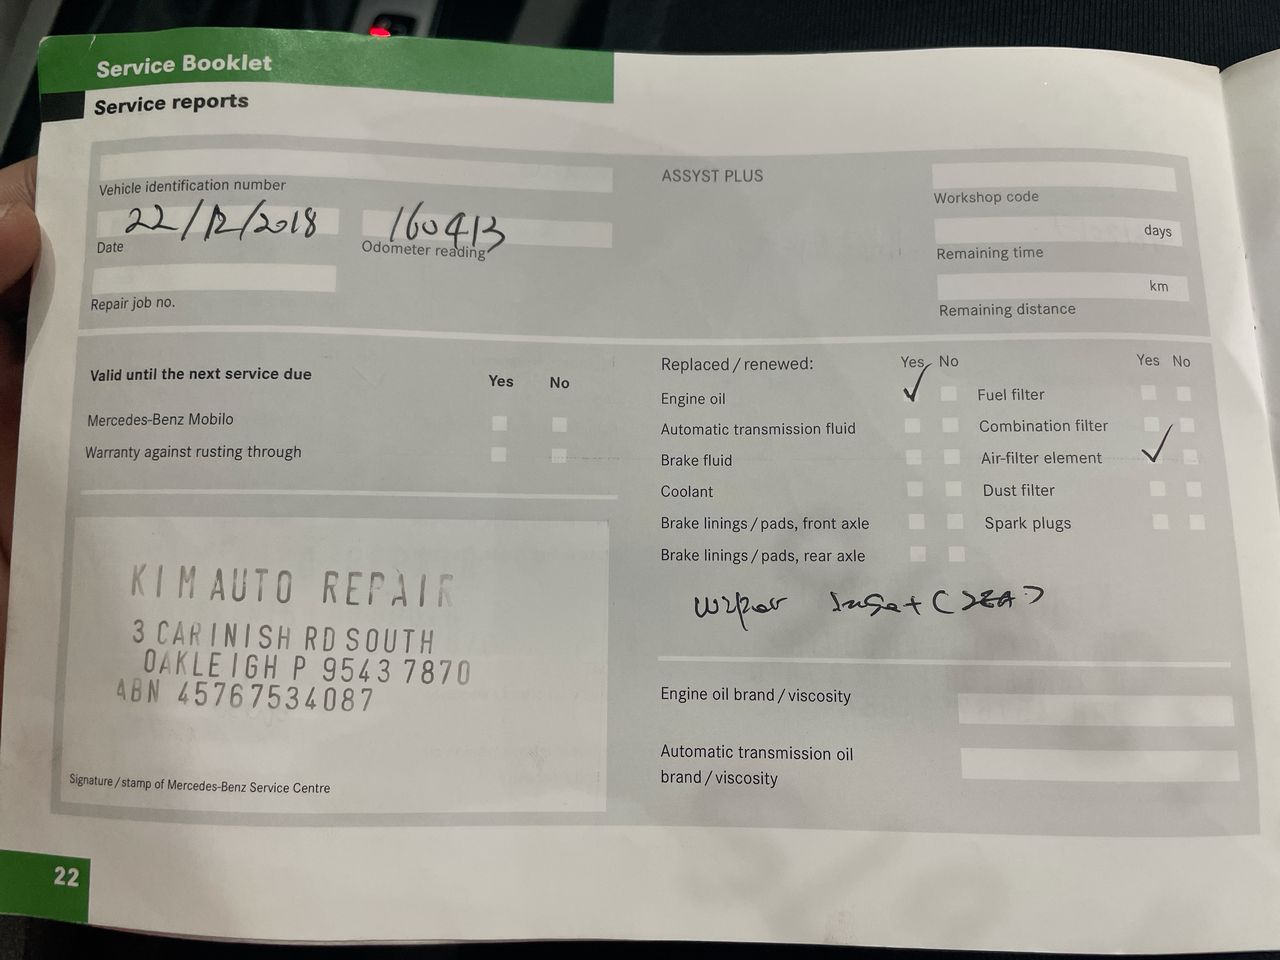 Service Booklet
Service reports
Vehicle identification number
22/12/2018
Date
160413
Odometer reading
Repair job no.
ASSYST PLUS
Workshop code
days
Remaining time
km
Remaining distance
Valid until the next service due
Yes No
Mercedes-Benz Mobilo
Warranty against rusting through
KIM AUTO REPAIR
3 CARINISH RD SOUTH
OAKLEIGH P 9543 7870
ABN 45767534087
Signature / stamp of Mercedes-Benz Service Centre
Replaced / renewed:
Yes No
Engine oil
Automatic transmission fluid
Brake fluid
Coolant
Brake linings / pads, front axle
Brake linings / pads, rear axle
Yes No
Fuel filter
Combination filter
Air-filter element
Dust filter
Spark plugs
Engine oil brand / viscosity
Automatic transmission oil
brand / viscosity
22